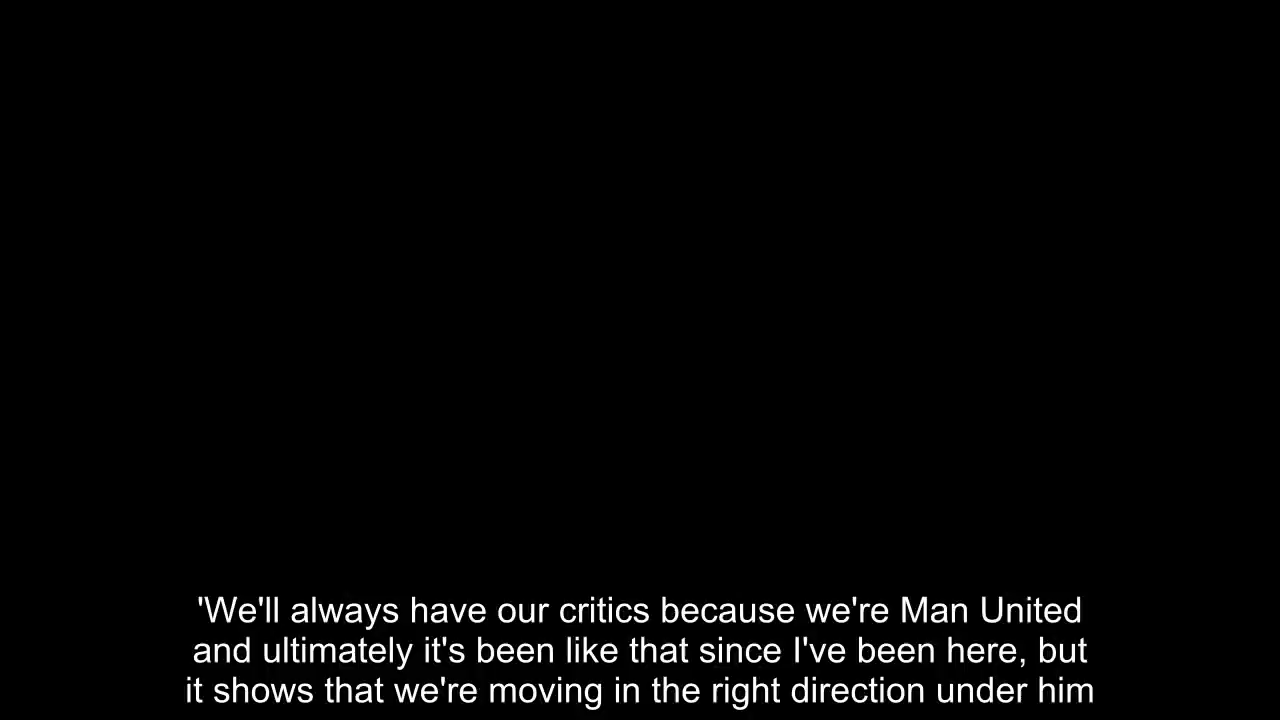 'We'll always have our critics because we're Man United
and ultimately it's been like that since I've been here, but
it shows that we're moving in the right direction under him